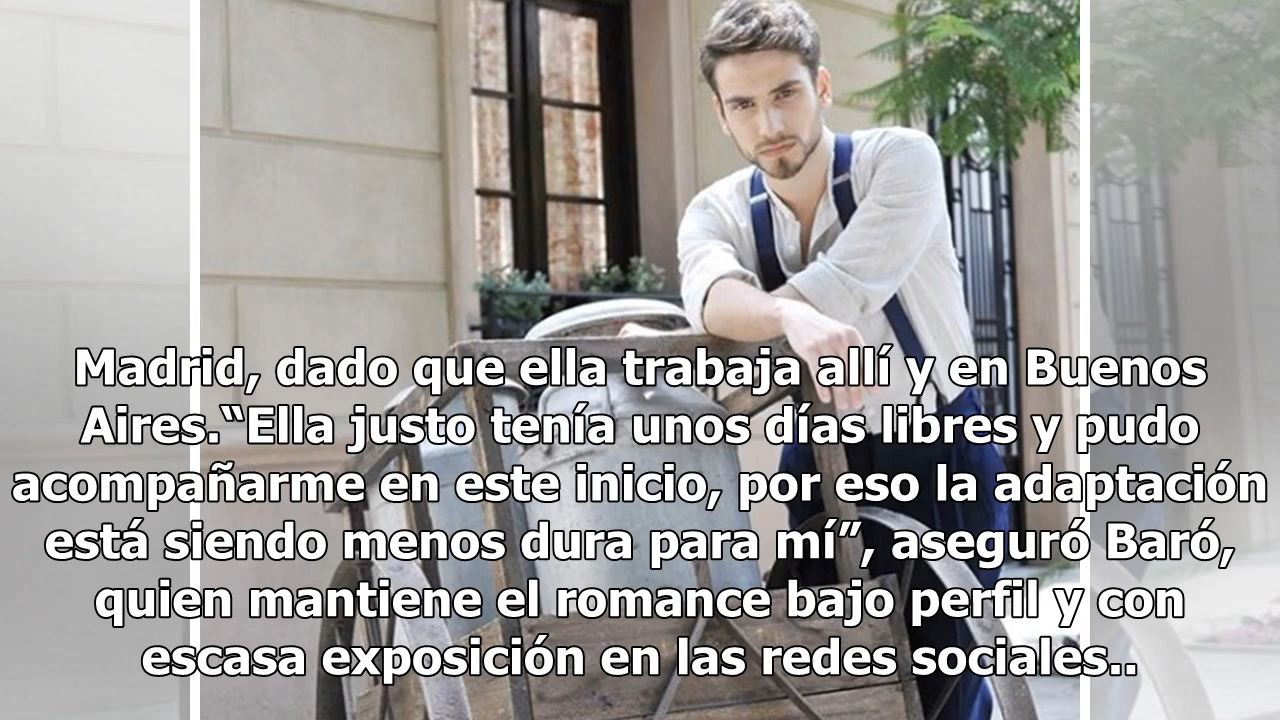 Madrid, dado que ella trabaja allí y en Buenos
Aires.“Ella justo tenía unos días libres y pudo
acompañarme en este inicio, por eso la adaptación
está siendo menos dura para mí”, aseguró Baró,
quien mantiene el romance bajo perfil y con
escasa exposición en las redes sociales..